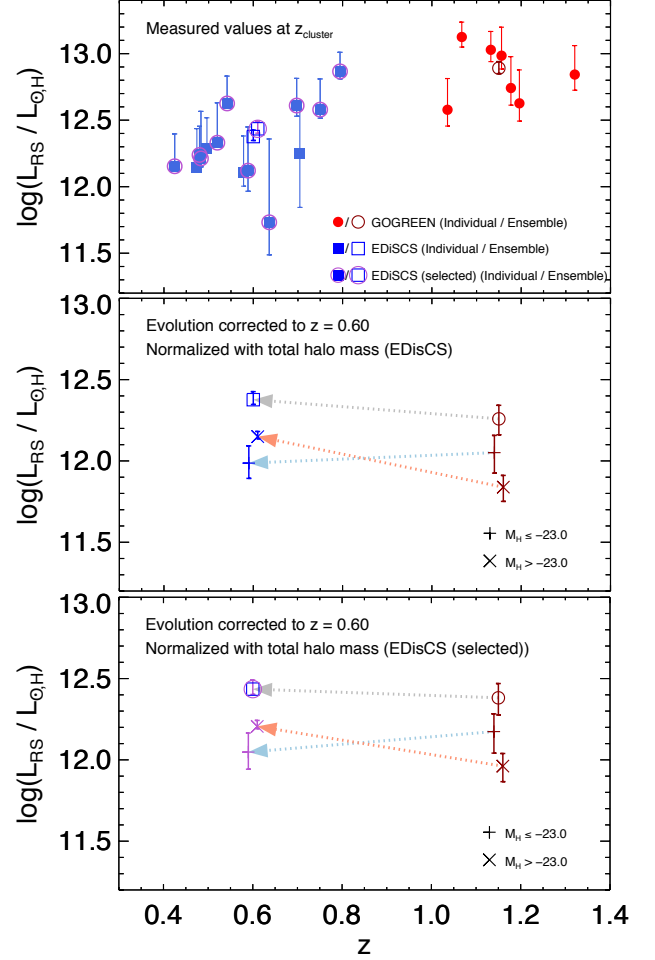 Measured values at z_cluster
13.0
12.5
12.0
11.5
log(L_RS / L_⊙,H)
GOGREEN (Individual / Ensemble)
EDiSCS (Individual / Ensemble)
EDiSCS (selected) (Individual / Ensemble)
Evolution corrected to z = 0.60
Normalized with total halo mass (EDisCS)
13.0
12.5
12.0
11.5
log(L_RS / L_⊙,H)
M_H ≤ −23.0
M_H > −23.0
Evolution corrected to z = 0.60
Normalized with total halo mass (EDisCS (selected))
13.0
12.5
12.0
11.5
log(L_RS / L_⊙,H)
M_H ≤ −23.0
M_H > −23.0
0.4 0.6 0.8 1.0 1.2 1.4
z